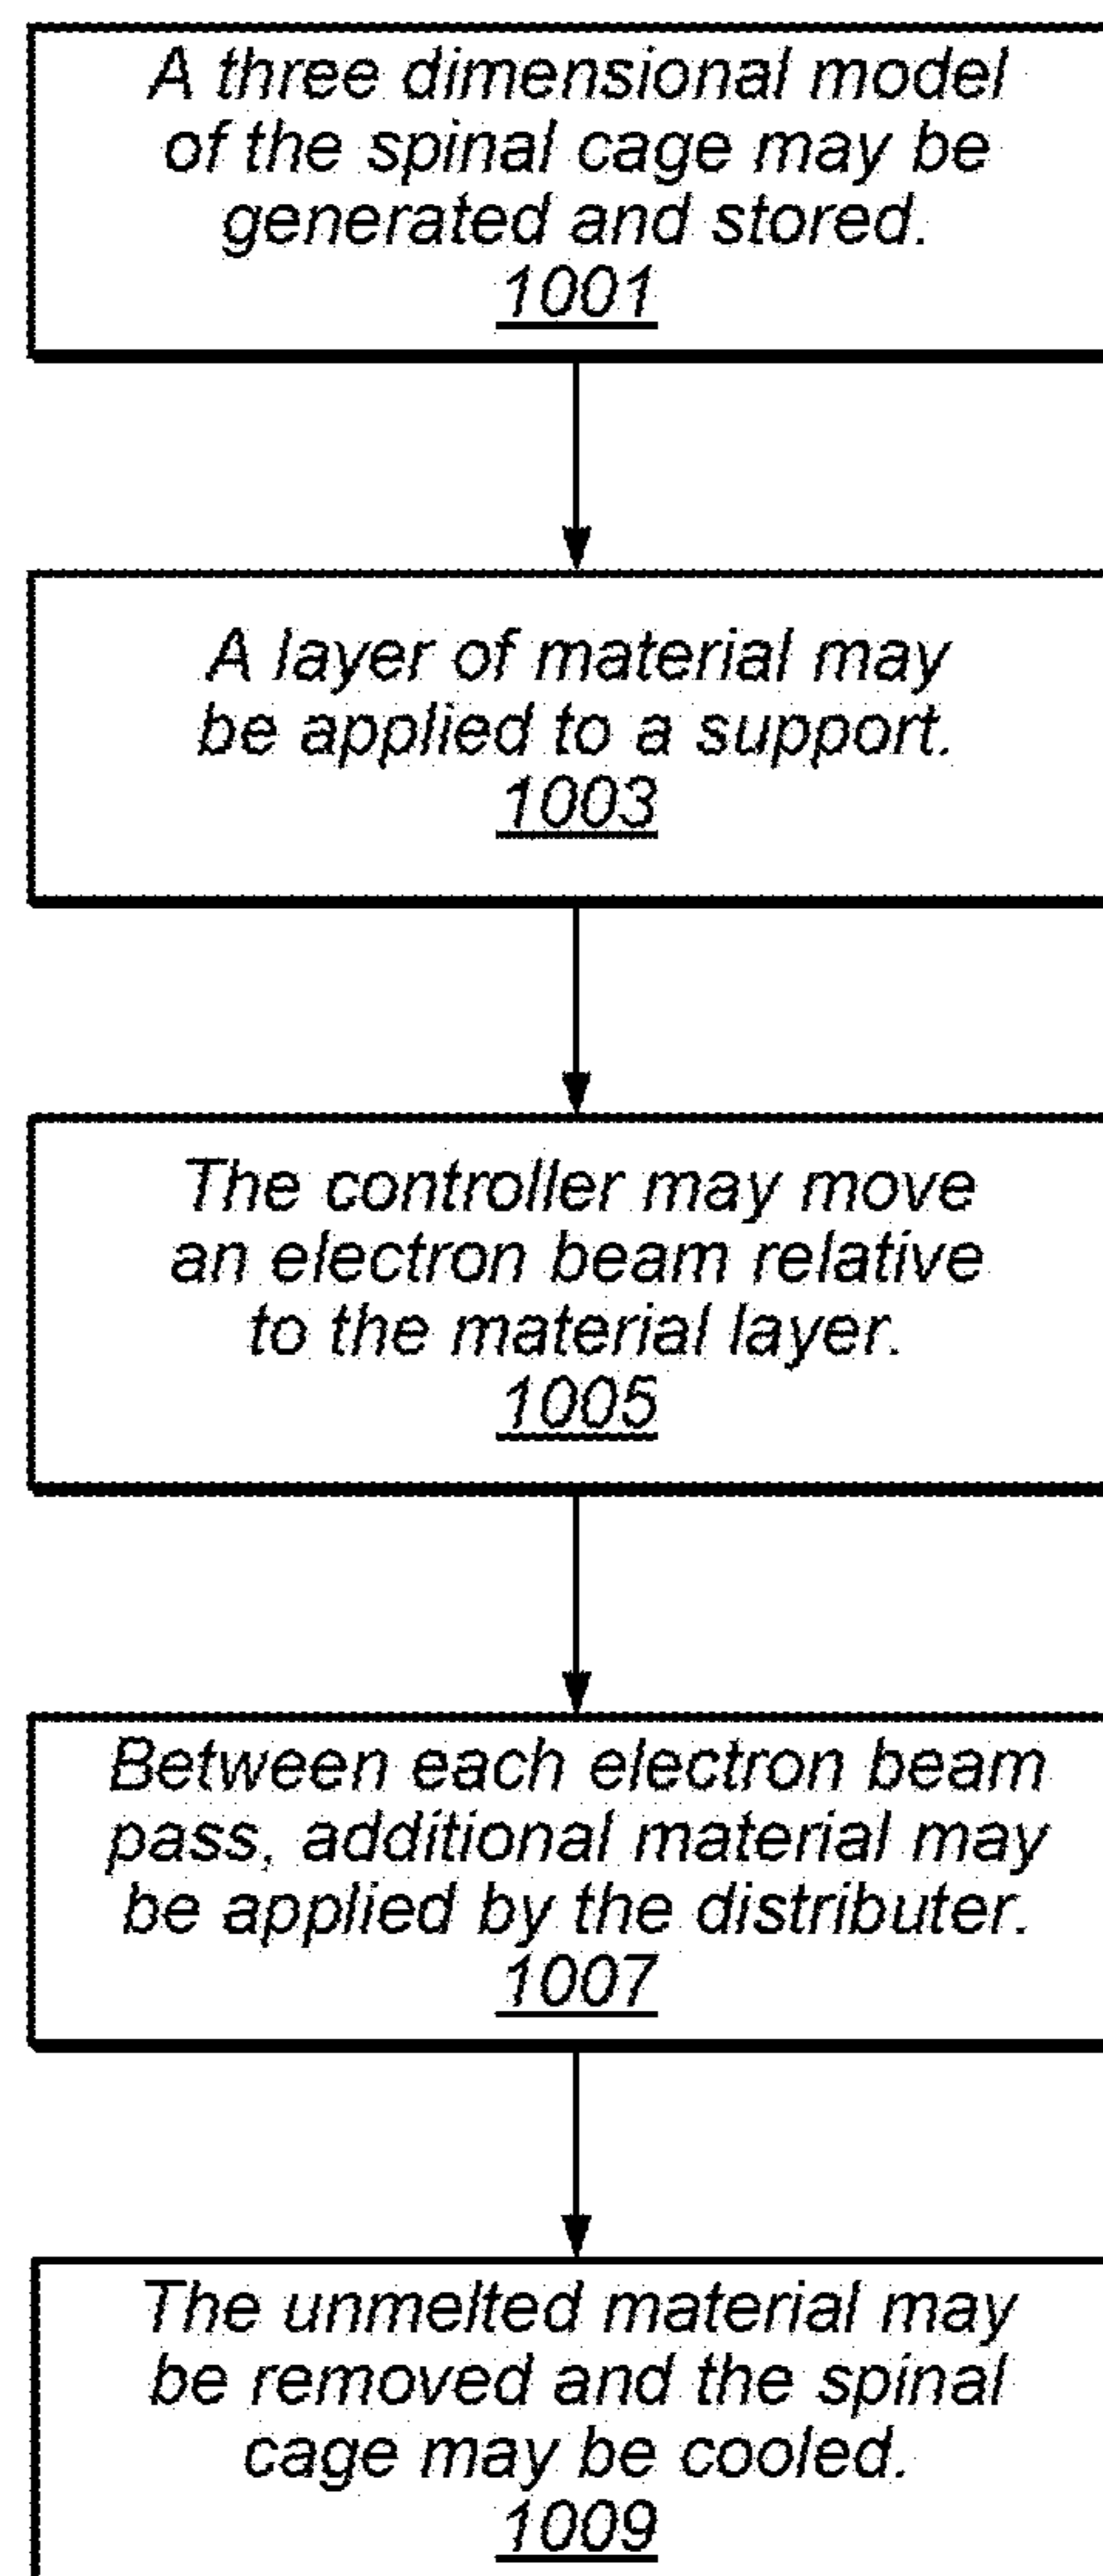 A three dimensional model
of the spinal cage may be
generated and stored.
1001
A layer of material may
be applied to a support.
1003
The controller may move
an electron beam relative
to the material layer.
1005
Between each electron beam
pass, additional material may
be applied by the distributer.
1007
The unmelted material may
be removed and the spinal
cage may be cooled.
1009